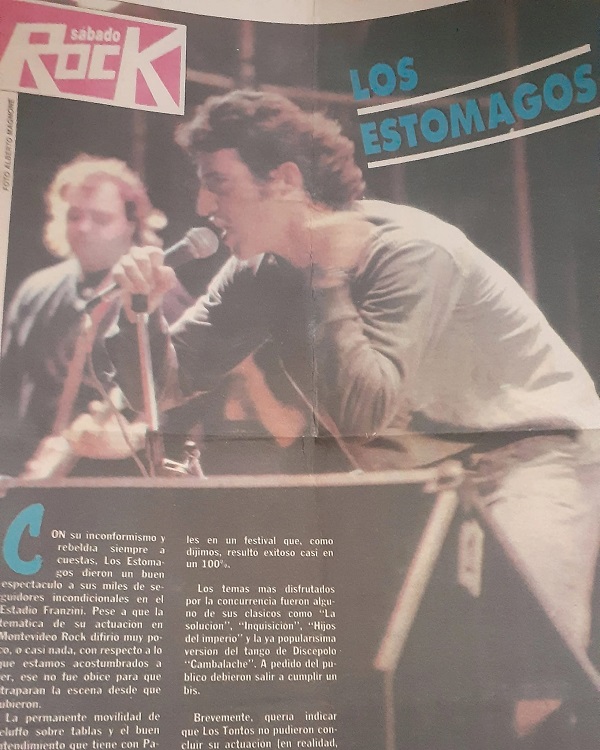 sábado
ROCK
LOS
ESTOMAGOS
FOTO ALBERTO MAGNONE
CON su inconformismo y
rebeldia siempre a
cuestas, Los Estoma-
gos dieron un buen
espectaculo a sus miles de se-
guidores incondicionales en el
Estadio Franzini. Pese a que la
tematica de su actuacion en
Montevideo Rock difirio muy po-
co, o casi nada, con respecto a lo
que estamos acostumbrados a
er, ese no fue obice para que
atraparan la escena desde que
ubieron.
La permanente movilidad de
eluffo sobre tablas y el buen
ntendimiento que tiene con Pa-
les en un festival que, como
dijimos, resulto exitoso casi en
un 100%.
Los temas mas disfrutados
por la concurrencia fueron algu-
no de sus clasicos como "La
solucion", "Inquisicion", "Hijos
del imperio" y la ya popularisima
version del tango de Discepolo
"Cambalache". A pedido del pu-
blico debieron salir a cumplir un
bis.
Brevemente, queria indicar
que Los Tontos no pudieron con-
cluir su actuacion (en realidad,